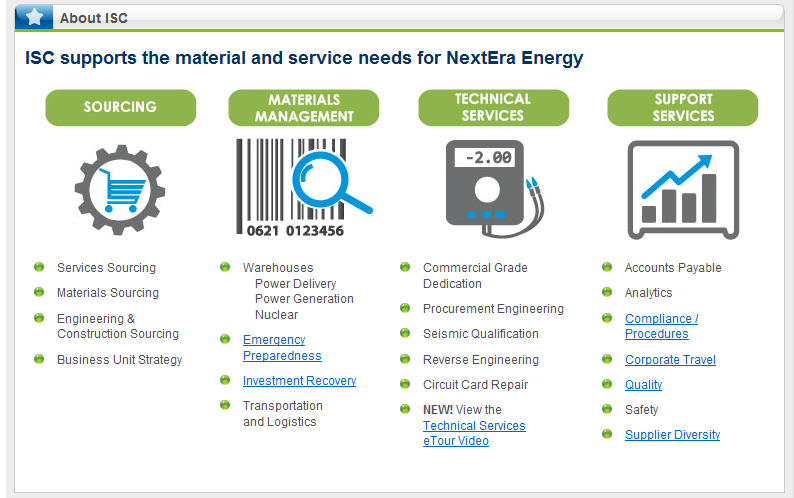 About ISC
ISC supports the material and service needs for NextEra Energy
SOURCING
Services Sourcing
Materials Sourcing
Engineering &
Construction Sourcing
Business Unit Strategy
MATERIALS
MANAGEMENT
0621 0123456
Warehouses
Power Delivery
Power Generation
Nuclear
Emergency
Preparedness
Investment Recovery
Transportation
and Logistics
TECHNICAL
SERVICES
-2.00
Commercial Grade
Dedication
Procurement Engineering
Seismic Qualification
Reverse Engineering
Circuit Card Repair
NEW! View the
Technical Services
eTour Video
SUPPORT
SERVICES
Accounts Payable
Analytics
Compliance /
Procedures
Corporate Travel
Quality
Safety
Supplier Diversity